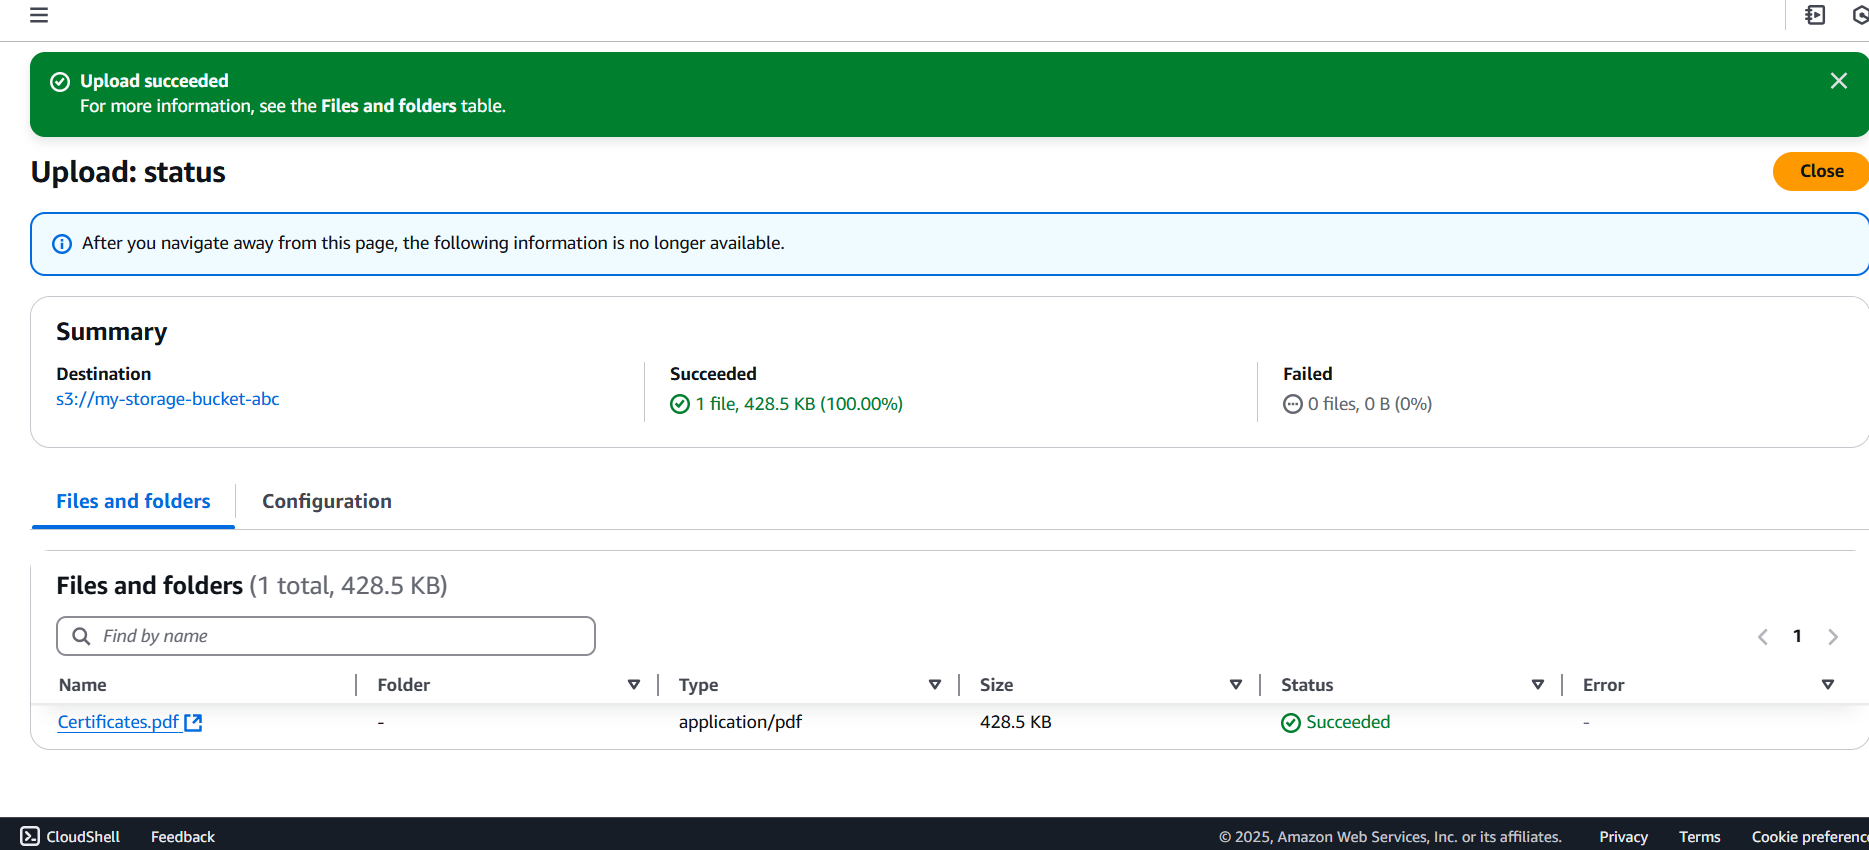 Upload succeeded
For more information, see the Files and folders table.
Upload: status
Close
After you navigate away from this page, the following information is no longer available.
Summary
Destination
s3://my-storage-bucket-abc
Succeeded
1 file, 428.5 KB (100.00%)
Failed
0 files, 0 B (0%)
Files and folders
Configuration
Files and folders (1 total, 428.5 KB)
Find by name
1
Name Folder Type Size Status Error
Certificates.pdf - application/pdf 428.5 KB Succeeded -
CloudShell Feedback © 2025, Amazon Web Services, Inc. or its affiliates. Privacy Terms Cookie